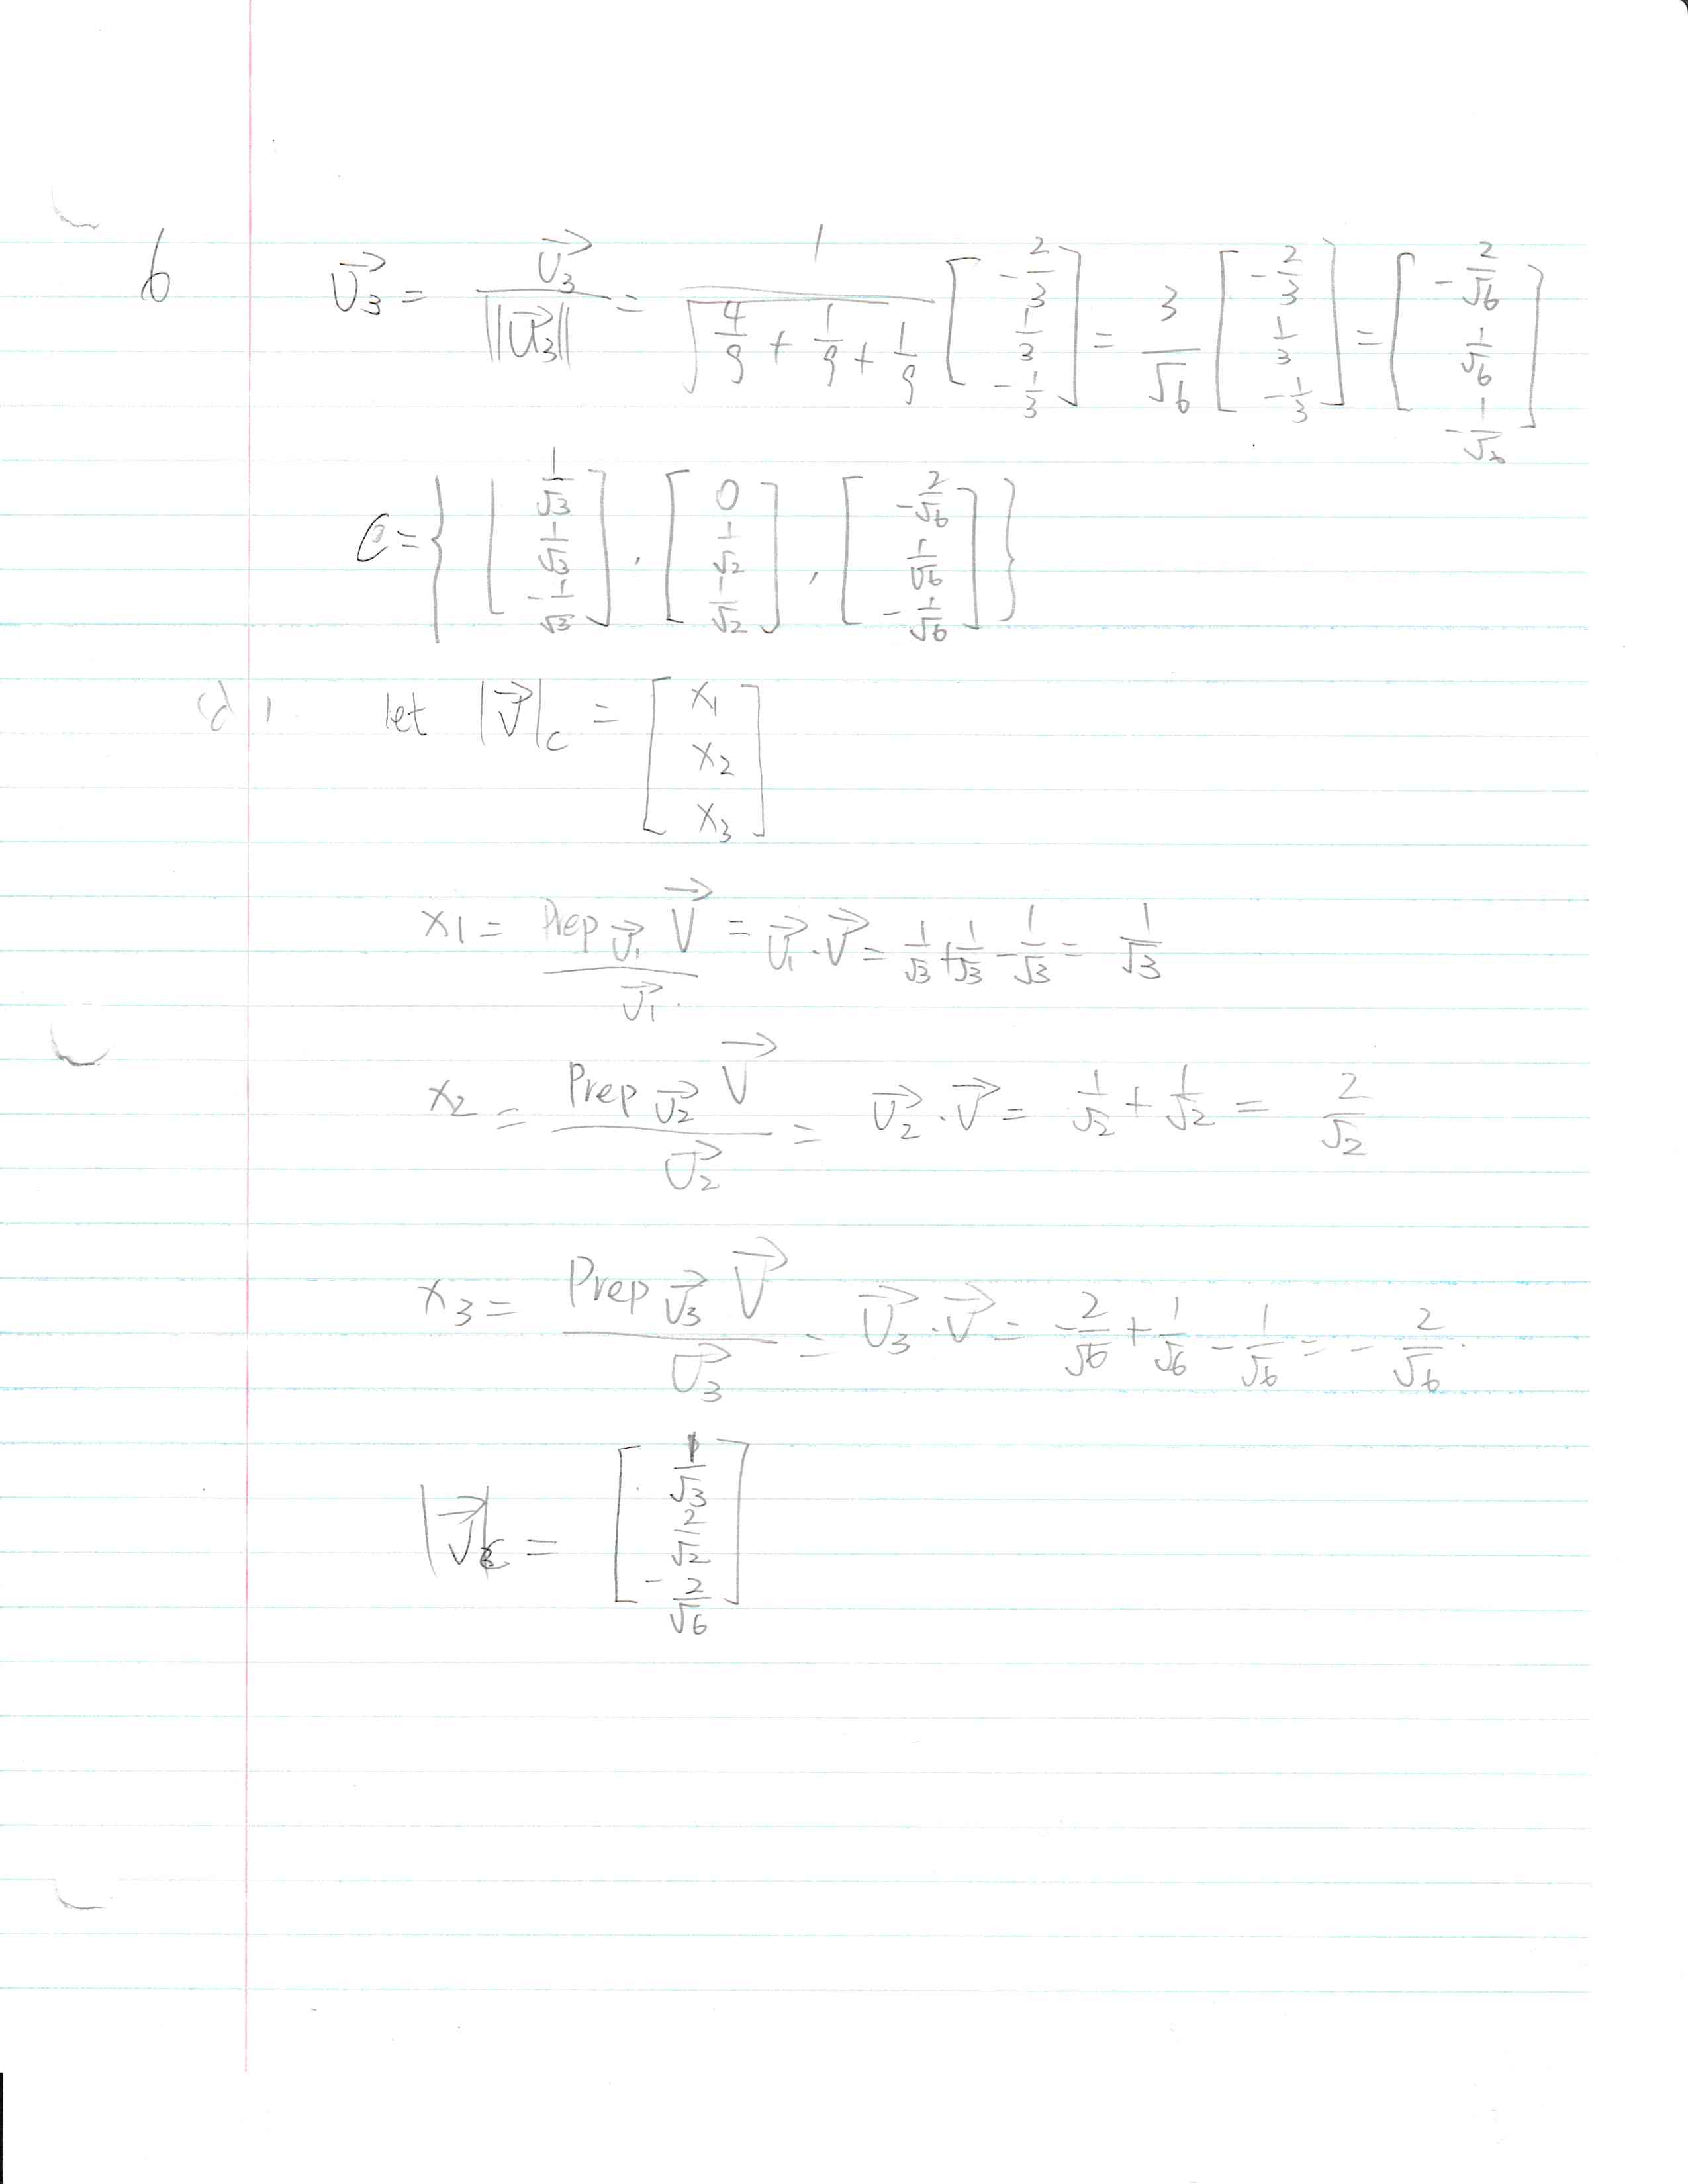 6
$\vec{U_3} = \frac{\vec{U_3}}{||\vec{U_3}||} = \frac{1}{\sqrt{\frac{4}{9} + \frac{1}{9} + \frac{1}{9}}} \begin{bmatrix} -\frac{2}{3} \\ \frac{1}{3} \\ -\frac{1}{3} \end{bmatrix} = \frac{3}{\sqrt{6}} \begin{bmatrix} -\frac{2}{3} \\ \frac{1}{3} \\ -\frac{1}{3} \end{bmatrix} = \begin{bmatrix} -\frac{2}{\sqrt{6}} \\ \frac{1}{\sqrt{6}} \\ -\frac{1}{\sqrt{6}} \end{bmatrix}$
$C = \left\{ \begin{bmatrix} \frac{1}{\sqrt{3}} \\ \frac{1}{\sqrt{3}} \\ -\frac{1}{\sqrt{3}} \end{bmatrix}, \begin{bmatrix} 0 \\ \frac{1}{\sqrt{2}} \\ \frac{1}{\sqrt{2}} \end{bmatrix}, \begin{bmatrix} -\frac{2}{\sqrt{6}} \\ \frac{1}{\sqrt{6}} \\ -\frac{1}{\sqrt{6}} \end{bmatrix} \right\}$
let $|\vec{V}|_C = \begin{bmatrix} x_1 \\ x_2 \\ x_3 \end{bmatrix}$
$x_1 = \frac{\text{Prep}_{\vec{U_1}} \vec{V}}{\vec{U_1}} = \vec{U_1} \cdot \vec{V} = \frac{1}{\sqrt{3}} + \frac{1}{\sqrt{3}} - \frac{1}{\sqrt{3}} = \frac{1}{\sqrt{3}}$
$x_2 = \frac{\text{Prep}_{\vec{U_2}} \vec{V}}{\vec{U_2}} = \vec{U_2} \cdot \vec{V} = \frac{1}{\sqrt{2}} + \frac{1}{\sqrt{2}} = \frac{2}{\sqrt{2}}$
$x_3 = \frac{\text{Prep}_{\vec{U_3}} \vec{V}}{\vec{U_3}} = \vec{U_3} \cdot \vec{V} = -\frac{2}{\sqrt{6}} + \frac{1}{\sqrt{6}} - \frac{1}{\sqrt{6}} = -\frac{2}{\sqrt{6}}.$
$|\vec{V}|_C = \begin{bmatrix} \frac{1}{\sqrt{3}} \\ \frac{2}{\sqrt{2}} \\ -\frac{2}{\sqrt{6}} \end{bmatrix}$